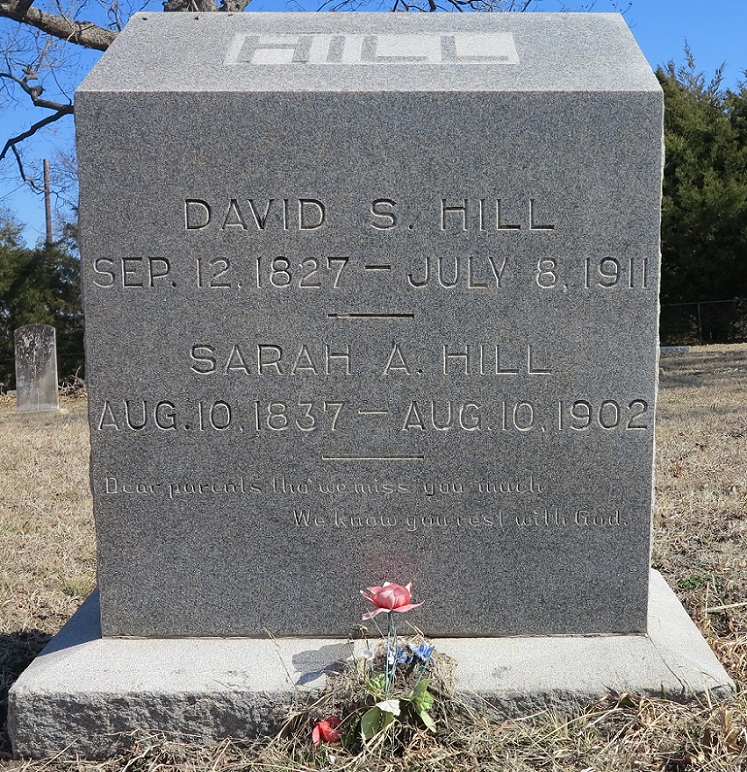 HILL
DAVID S. HILL
SEP. 12, 1827 — JULY 8, 1911
SARAH A. HILL
AUG. 10, 1837 — AUG. 10, 1902
Dear parents tho' we miss you much
We know you rest with God.